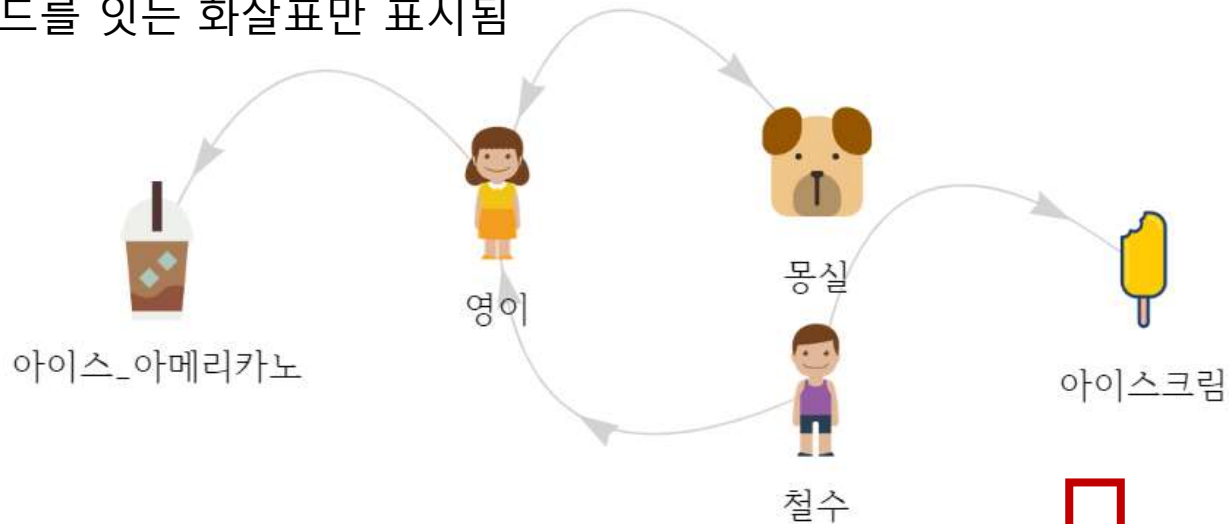 드를 잇는 화살표만 표시됨
몽실
영이
아이스_아메리카노
아이스크림
철수